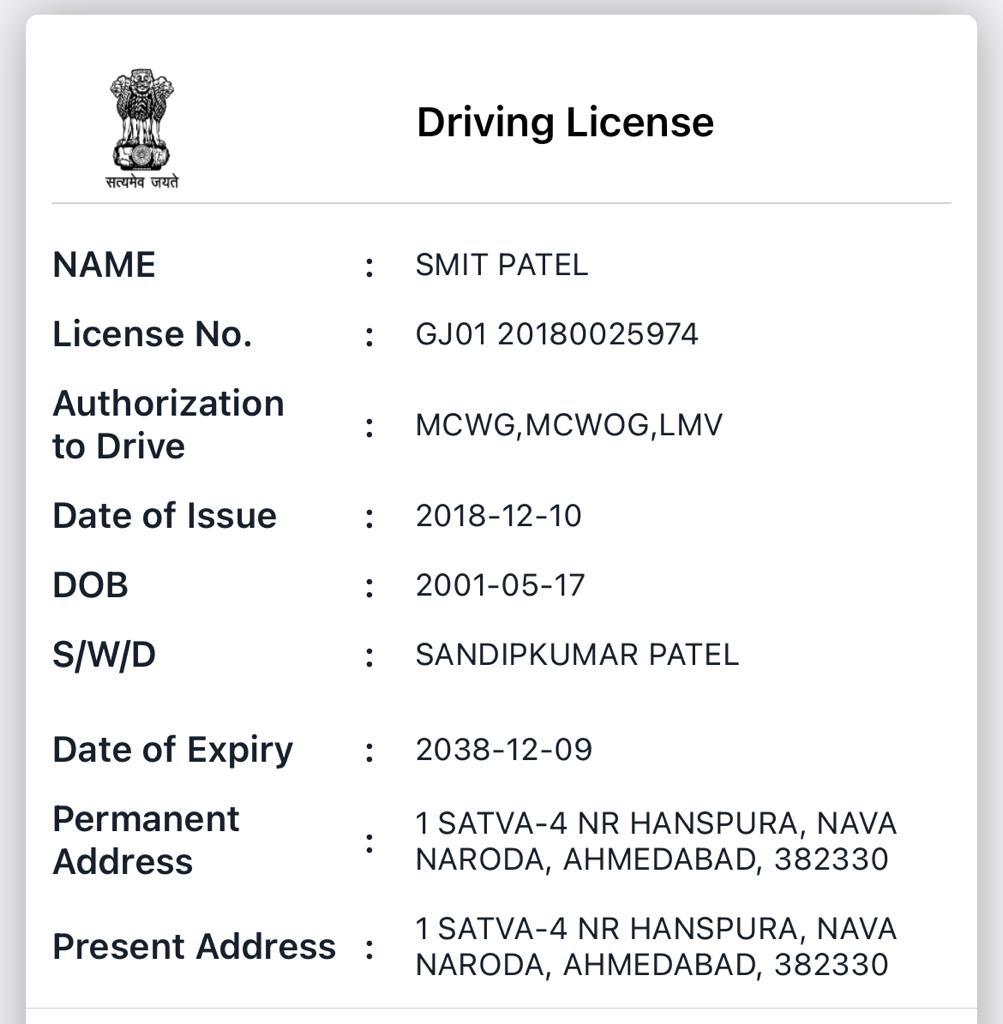 सत्यमेव जयते
Driving License
NAME : SMIT PATEL
License No. : GJ01 20180025974
Authorization
to Drive : MCWG,MCWOG,LMV
Date of Issue : 2018-12-10
DOB : 2001-05-17
S/W/D : SANDIPKUMAR PATEL
Date of Expiry : 2038-12-09
Permanent
Address : 1 SATVA-4 NR HANSPURA, NAVA
NARODA, AHMEDABAD, 382330
Present Address : 1 SATVA-4 NR HANSPURA, NAVA
NARODA, AHMEDABAD, 382330